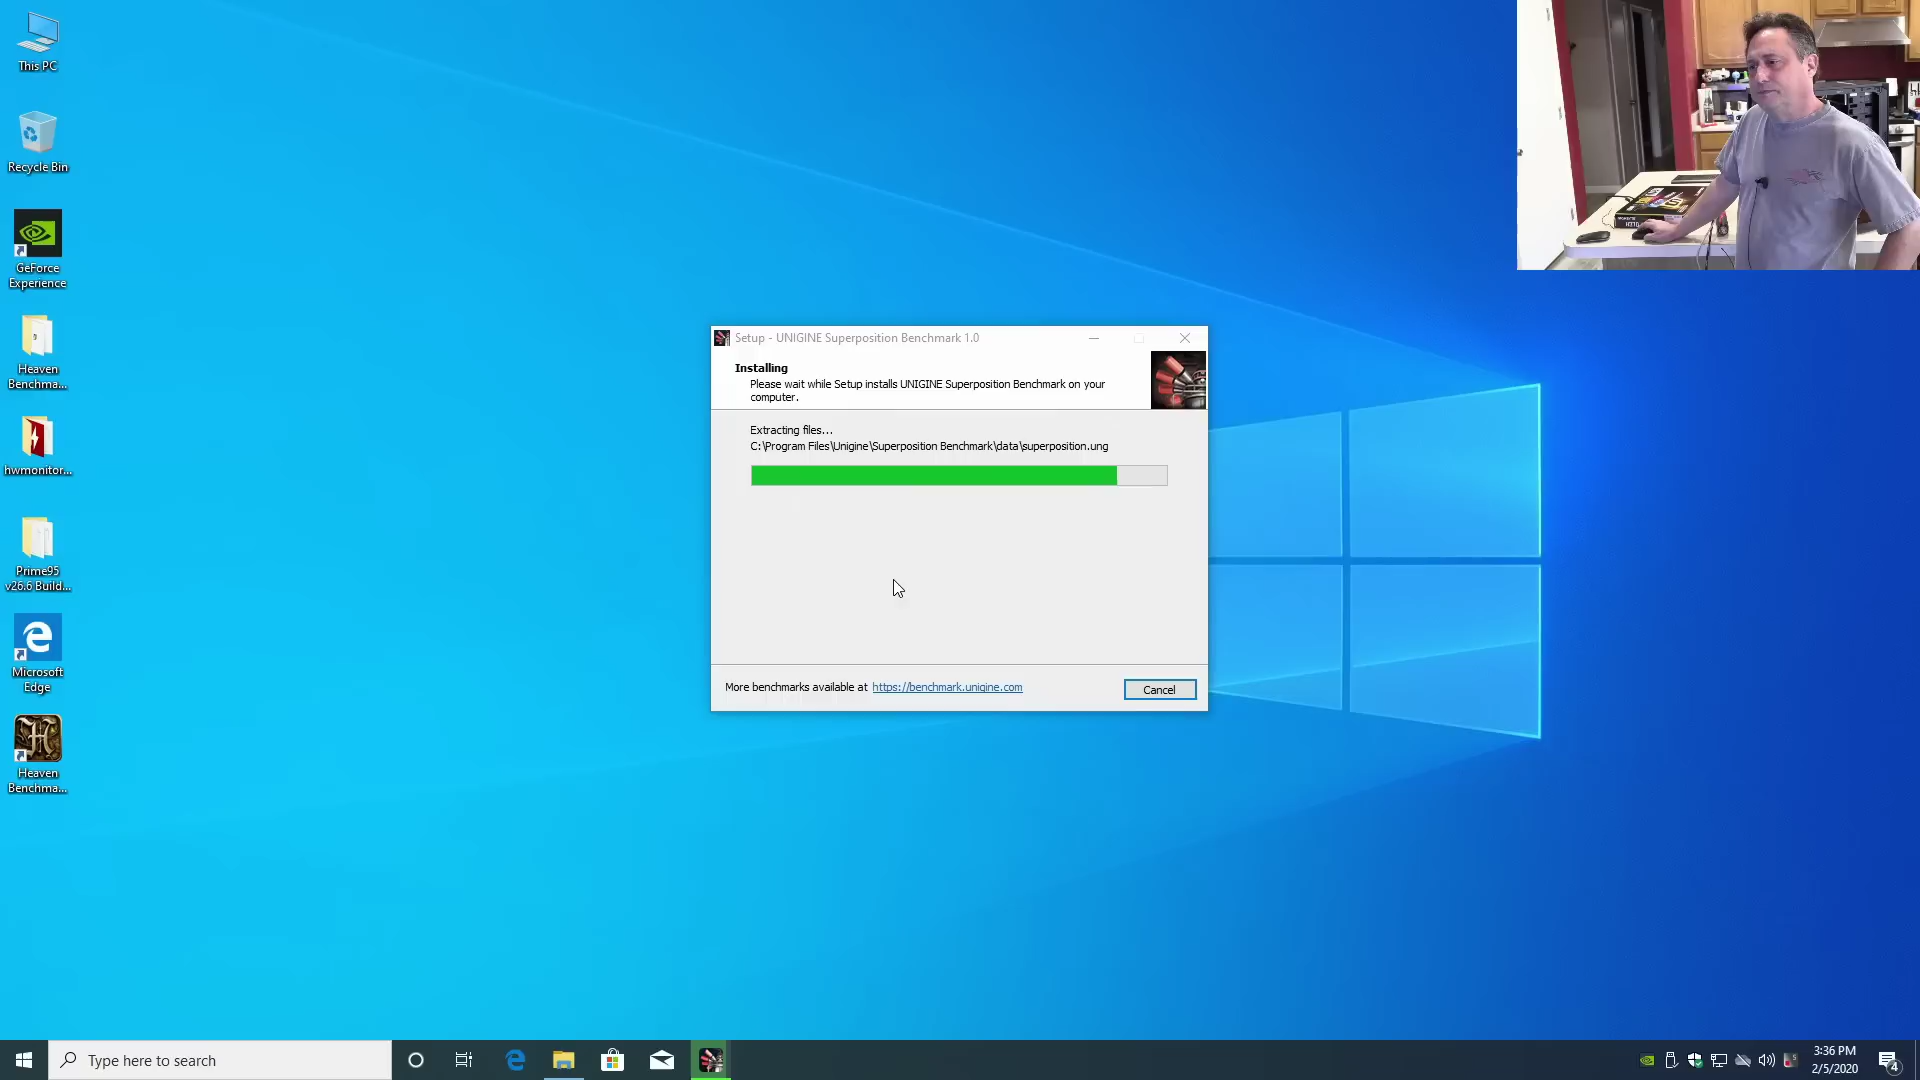 This PC
Recycle Bin
GeForce
Experience
Heaven
Benchma...
hwmonitor...
Prime95
v26.6 Build...
Microsoft
Edge
Heaven
Benchma...
Setup - UNIGINE Superposition Benchmark 1.0
Installing
Please wait while Setup installs UNIGINE Superposition Benchmark on your
computer.
Extracting files...
C:\Program Files\Unigine\Superposition Benchmark\data\superposition.ung
More benchmarks available at https://benchmark.unigine.com
Cancel
Type here to search
3:36 PM
2/5/2020
4